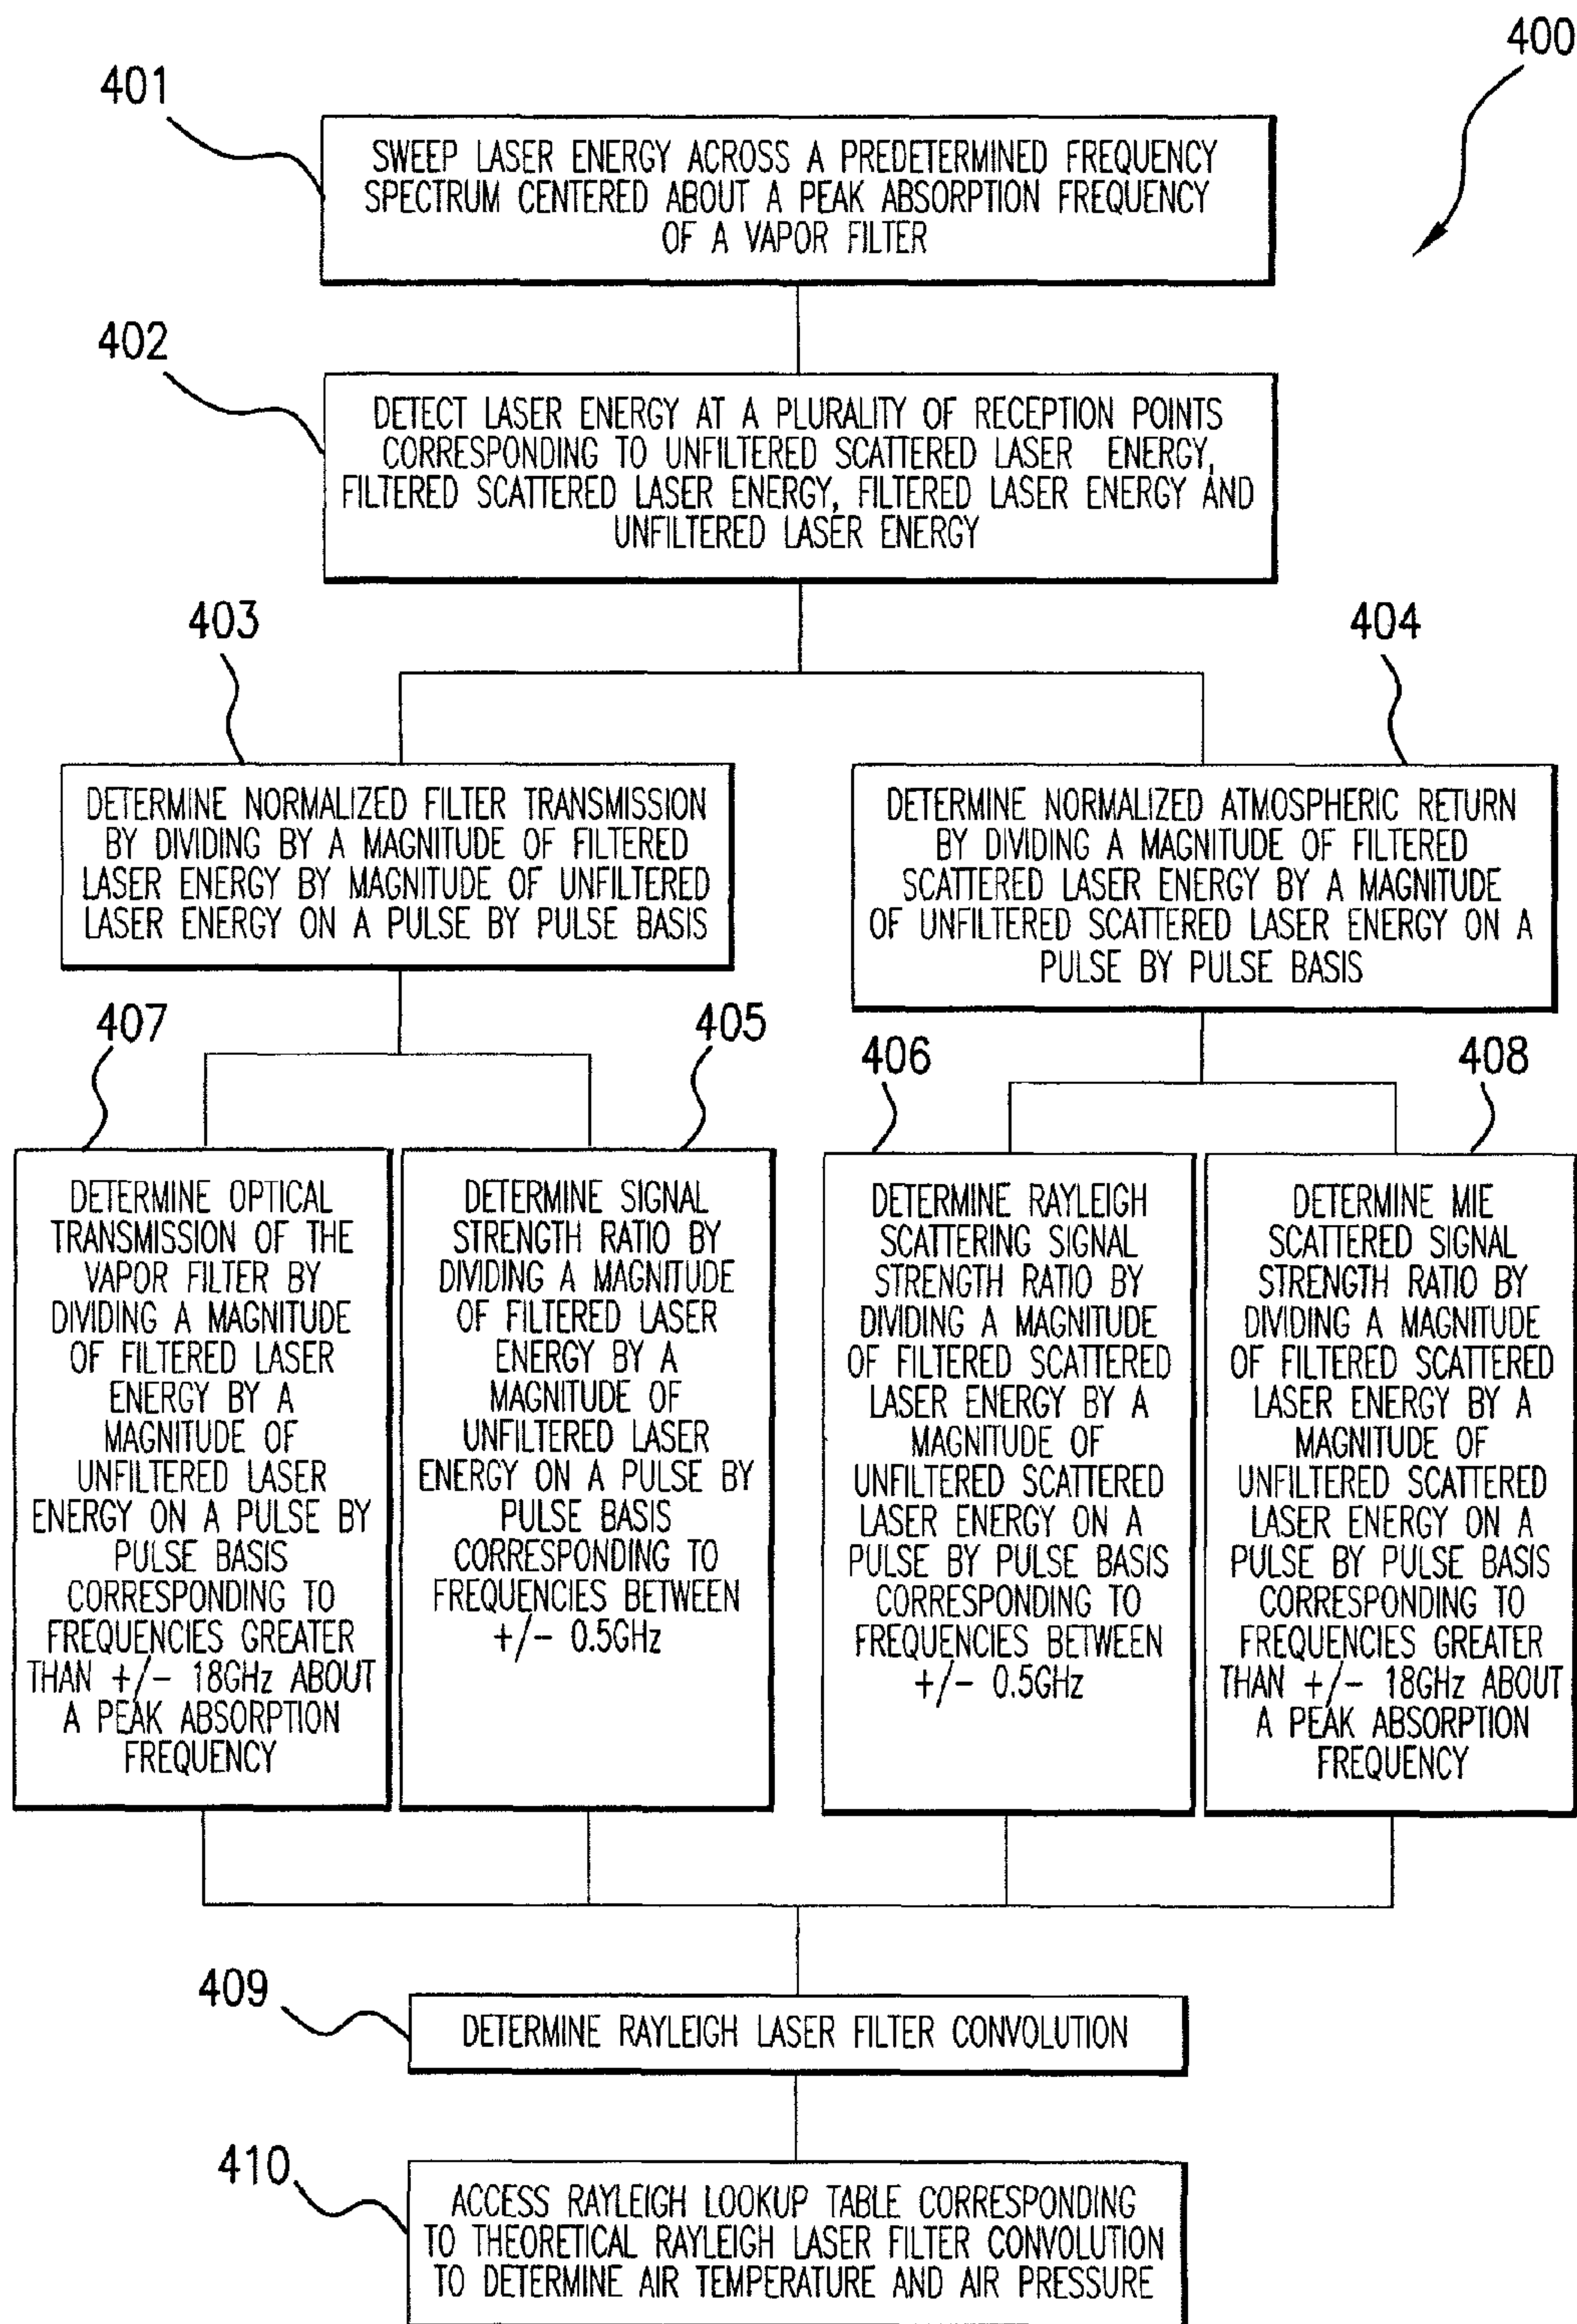 400
401
SWEEP LASER ENERGY ACROSS A PREDETERMINED FREQUENCY
SPECTRUM CENTERED ABOUT A PEAK ABSORPTION FREQUENCY
OF A VAPOR FILTER
402
DETECT LASER ENERGY AT A PLURALITY OF RECEPTION POINTS
CORRESPONDING TO UNFILTERED SCATTERED LASER ENERGY,
FILTERED SCATTERED LASER ENERGY, FILTERED LASER ENERGY AND
UNFILTERED LASER ENERGY
403
DETERMINE NORMALIZED FILTER TRANSMISSION
BY DIVIDING BY A MAGNITUDE OF FILTERED
LASER ENERGY BY MAGNITUDE OF UNFILTERED
LASER ENERGY ON A PULSE BY PULSE BASIS
404
DETERMINE NORMALIZED ATMOSPHERIC RETURN
BY DIVIDING A MAGNITUDE OF FILTERED
SCATTERED LASER ENERGY BY A MAGNITUDE
OF UNFILTERED SCATTERED LASER ENERGY ON A
PULSE BY PULSE BASIS
407
DETERMINE OPTICAL
TRANSMISSION OF THE
VAPOR FILTER BY
DIVIDING A MAGNITUDE
OF FILTERED LASER
ENERGY BY A
MAGNITUDE OF
UNFILTERED LASER
ENERGY ON A PULSE BY
PULSE BASIS
CORRESPONDING TO
FREQUENCIES GREATER
THAN +/- 18GHz ABOUT
A PEAK ABSORPTION
FREQUENCY
405
DETERMINE SIGNAL
STRENGTH RATIO BY
DIVIDING A MAGNITUDE
OF FILTERED LASER
ENERGY BY A
MAGNITUDE OF
UNFILTERED LASER
ENERGY ON A PULSE BY
PULSE BASIS
CORRESPONDING TO
FREQUENCIES BETWEEN
+/- 0.5GHz
406
DETERMINE RAYLEIGH
SCATTERING SIGNAL
STRENGTH RATIO BY
DIVIDING A MAGNITUDE
OF FILTERED SCATTERED
LASER ENERGY BY A
MAGNITUDE OF
UNFILTERED SCATTERED
LASER ENERGY ON A
PULSE BY PULSE BASIS
CORRESPONDING TO
FREQUENCIES BETWEEN
+/- 0.5GHz
408
DETERMINE MIE
SCATTERED SIGNAL
STRENGTH RATIO BY
DIVIDING A MAGNITUDE
OF FILTERED SCATTERED
LASER ENERGY BY A
MAGNITUDE OF
UNFILTERED SCATTERED
LASER ENERGY ON A
PULSE BY PULSE BASIS
CORRESPONDING TO
FREQUENCIES GREATER
THAN +/- 18GHz ABOUT
A PEAK ABSORPTION
FREQUENCY
409
DETERMINE RAYLEIGH LASER FILTER CONVOLUTION
410
ACCESS RAYLEIGH LOOKUP TABLE CORRESPONDING
TO THEORETICAL RAYLEIGH LASER FILTER CONVOLUTION
TO DETERMINE AIR TEMPERATURE AND AIR PRESSURE